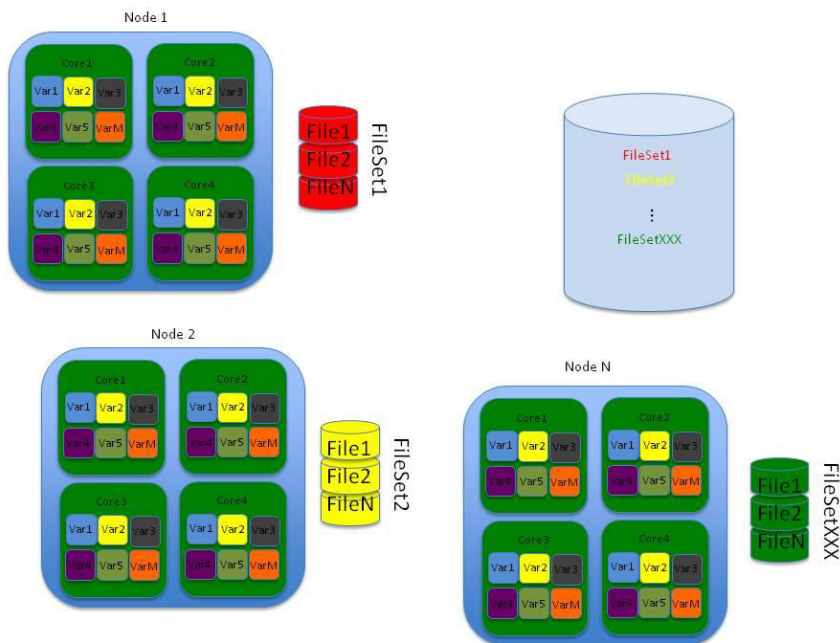 Node 1
Core1
Var1 Var2 Var3
Var4 Var5 VarM
Core2
Var1 Var2 Var3
Var4 Var5 VarM
Core3
Var1 Var2 Var3
Var4 Var5 VarM
Core4
Var1 Var2 Var3
Var4 Var5 VarM
File1
File2
FileN
FileSet1
FileSet1
FileSet2
⋮
FileSetXXX
Node 2
Core1
Var1 Var2 Var3
Var4 Var5 VarM
Core2
Var1 Var2 Var3
Var4 Var5 VarM
Core3
Var1 Var2 Var3
Var4 Var5 VarM
Core4
Var1 Var2 Var3
Var4 Var5 VarM
File1
File2
FileN
FileSet2
Node N
Core1
Var1 Var2 Var3
Var4 Var5 VarM
Core2
Var1 Var2 Var3
Var4 Var5 VarM
Core3
Var1 Var2 Var3
Var4 Var5 VarM
Core4
Var1 Var2 Var3
Var4 Var5 VarM
File1
File2
FileN
FileSetXXX